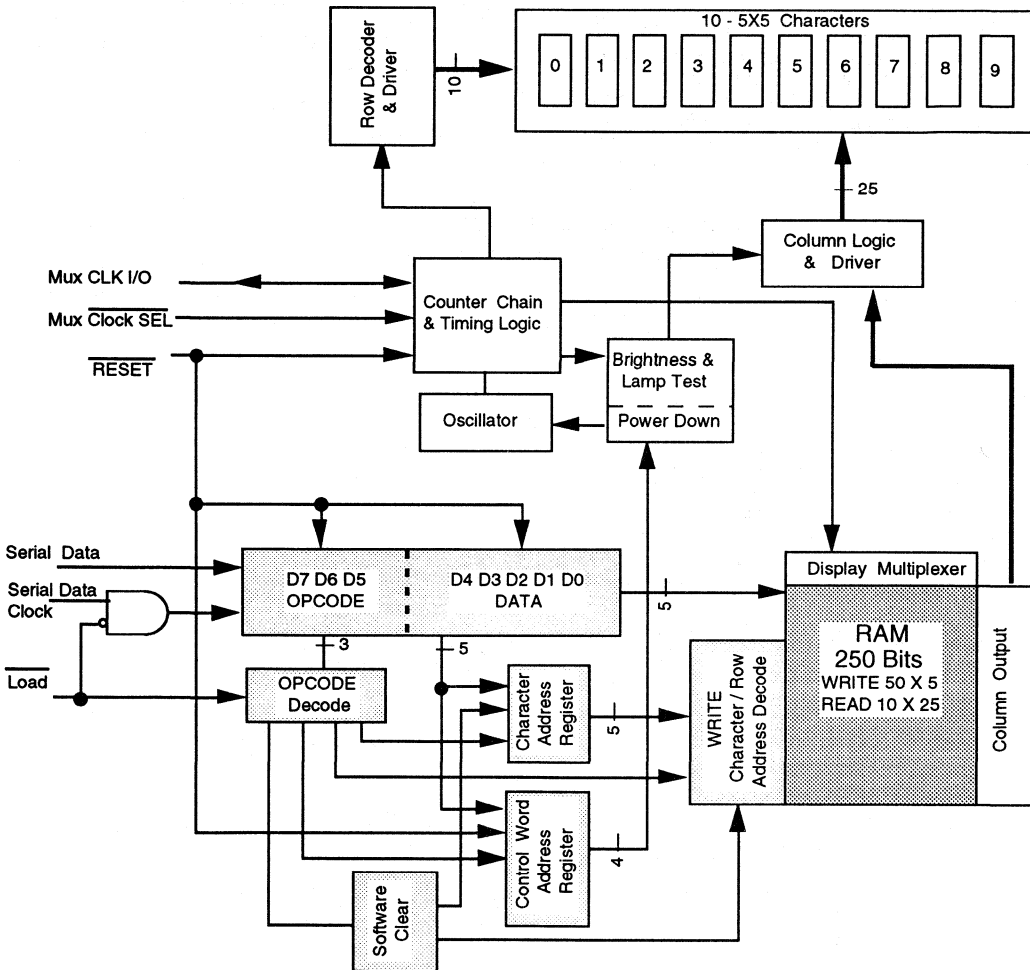 10 - 5X5 Characters
0 1 2 3 4 5 6 7 8 9
Row Decoder
& Driver
10
25
Column Logic
& Driver
Mux CLK I/O
Mux Clock SEL
RESET
Counter Chain
& Timing Logic
Brightness &
Lamp Test
Power Down
Oscillator
Serial Data
Serial Data
Clock
Load
D7 D6 D5
OPCODE
D4 D3 D2 D1 D0
DATA
5
3
5
OPCODE
Decode
Character
Address
Register
5
Control Word
Address
Register
4
Software
Clear
WRITE
Character / Row
Address Decode
Display Multiplexer
RAM
250 Bits
WRITE 50 X 5
READ 10 X 25
Column Output